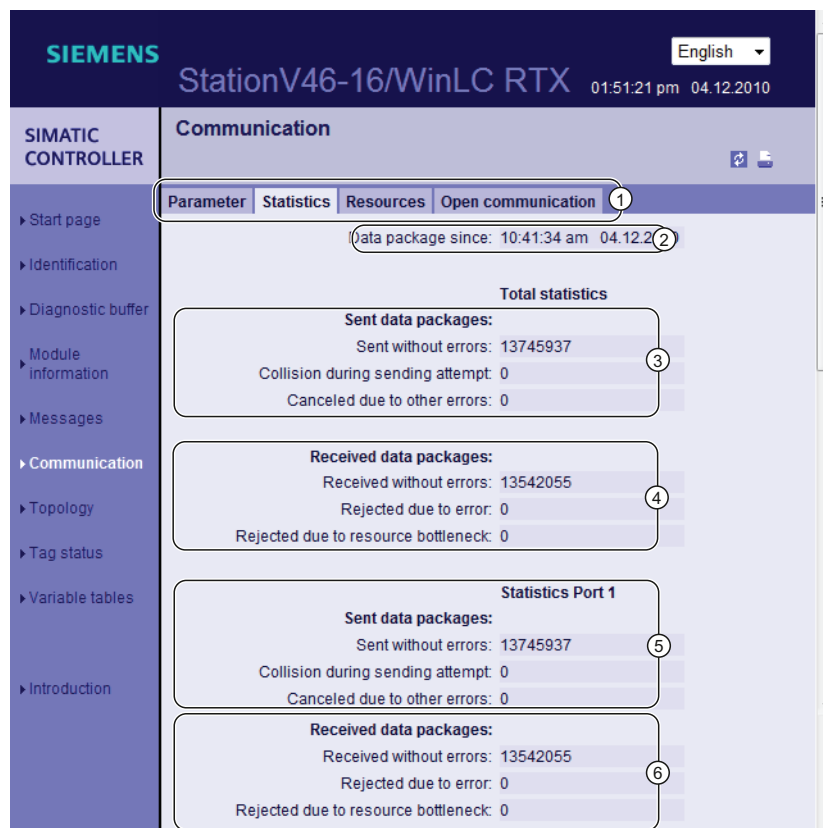 SIEMENS
English
StationV46-16/WinLC RTX 01:51:21 pm 04.12.2010
SIMATIC
CONTROLLER
Communication
Parameter Statistics Resources Open communication 1
Data package since: 10:41:34 am 04.12.2 2
Start page
Identification
Diagnostic buffer
Module
information
Messages
Communication
Topology
Tag status
Variable tables
Introduction
Total statistics
Sent data packages:
Sent without errors: 13745937
3
Collision during sending attempt: 0
Canceled due to other errors: 0
Received data packages:
Received without errors: 13542055
4
Rejected due to error: 0
Rejected due to resource bottleneck: 0
Statistics Port 1
Sent data packages:
Sent without errors: 13745937 5
Collision during sending attempt: 0
Canceled due to other errors: 0
Received data packages:
Received without errors: 13542055
6
Rejected due to error: 0
Rejected due to resource bottleneck: 0